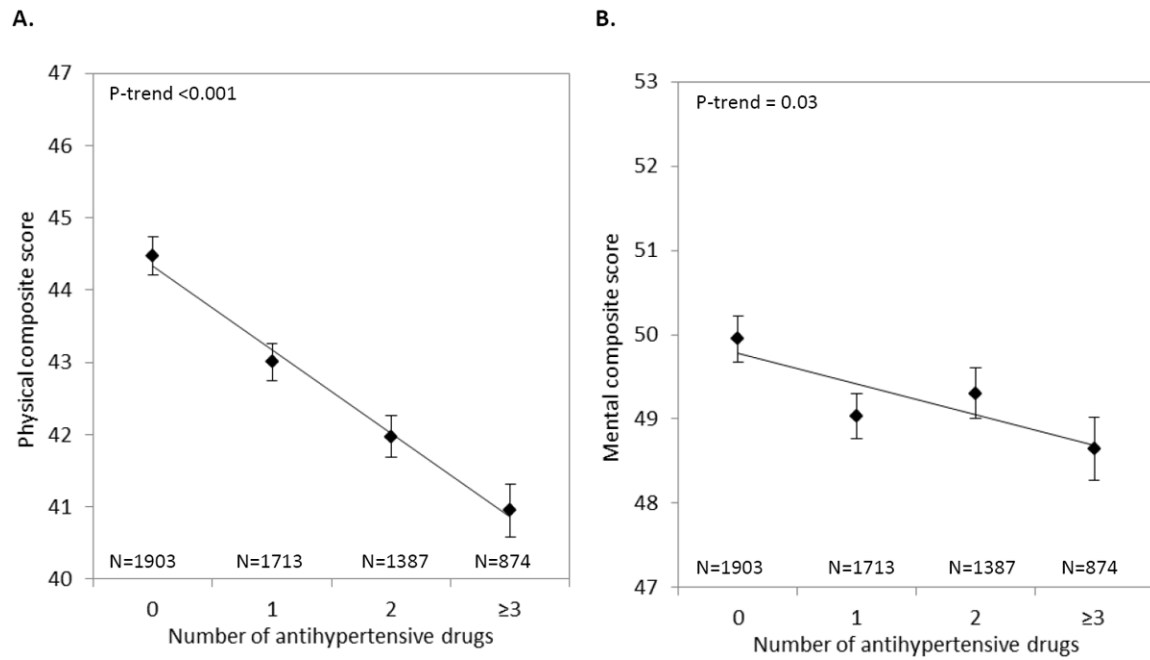 A.
P-trend <0.001
Physical composite score
47
46
45
44
43
42
41
40
N=1903 N=1713 N=1387 N=874
0 1 2 ≥3
Number of antihypertensive drugs
B.
P-trend = 0.03
Mental composite score
53
52
51
50
49
48
47
N=1903 N=1713 N=1387 N=874
0 1 2 ≥3
Number of antihypertensive drugs